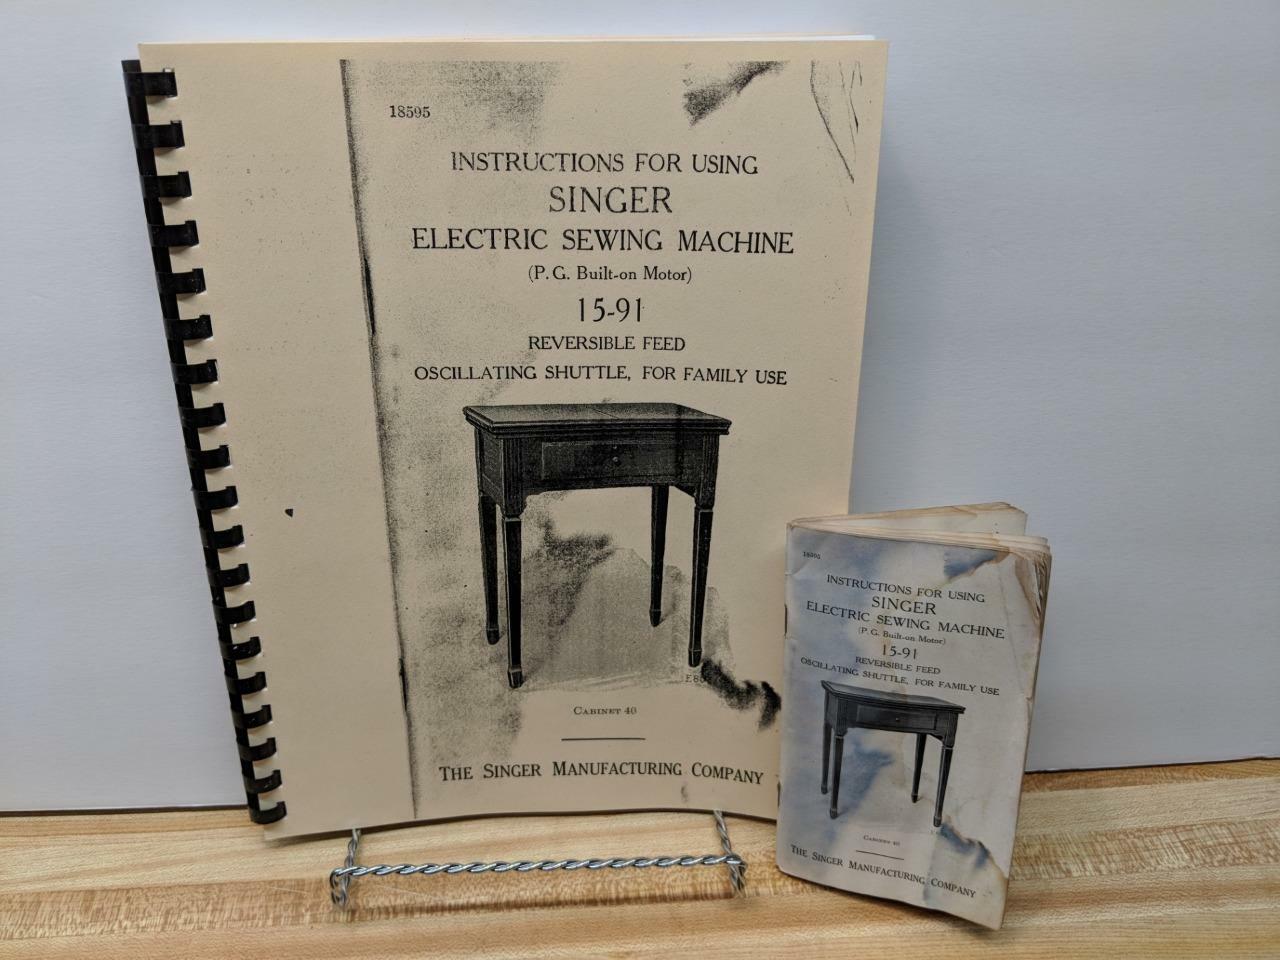 18595
INSTRUCTIONS FOR USING
SINGER
ELECTRIC SEWING MACHINE
(P. G. Built-on Motor)
15-91
REVERSIBLE FEED
OSCILLATING SHUTTLE, FOR FAMILY USE
CABINET 40
THE SINGER MANUFACTURING COMPANY
18595
INSTRUCTIONS FOR USING
SINGER
ELECTRIC SEWING MACHINE
(P. G. Built-on Motor)
15-91
REVERSIBLE FEED
OSCILLATING SHUTTLE, FOR FAMILY USE
CABINET 40
THE SINGER MANUFACTURING COMPANY